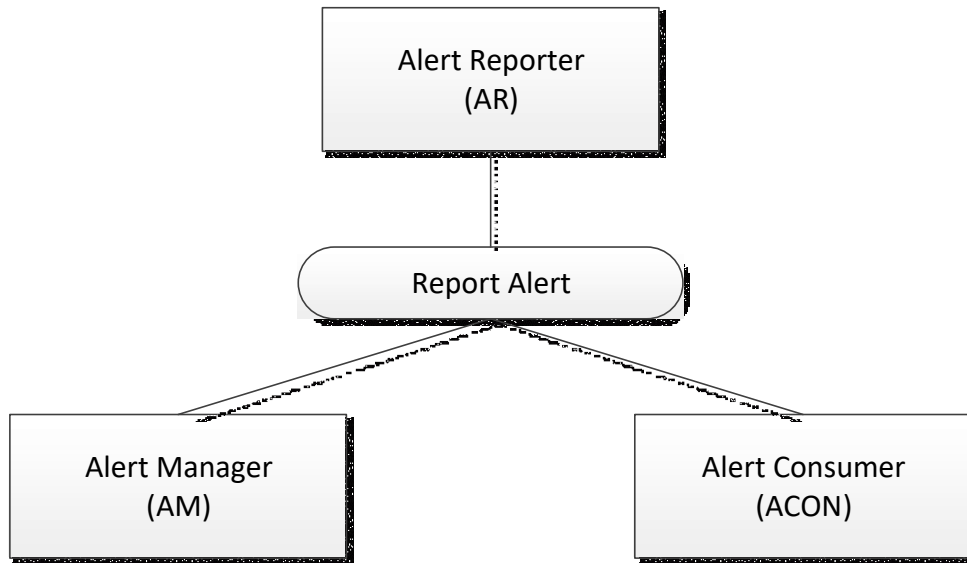 Alert Reporter
(AR)
Report Alert
Alert Manager
(AM)
Alert Consumer
(ACON)